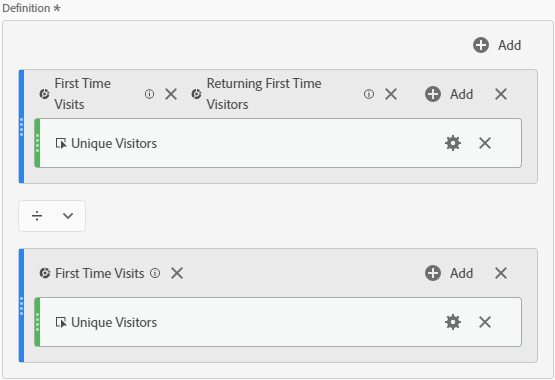 Definition *
Add
First Time
Visits
Returning First Time
Visitors
Add
Unique Visitors
÷
First Time Visits
Add
Unique Visitors